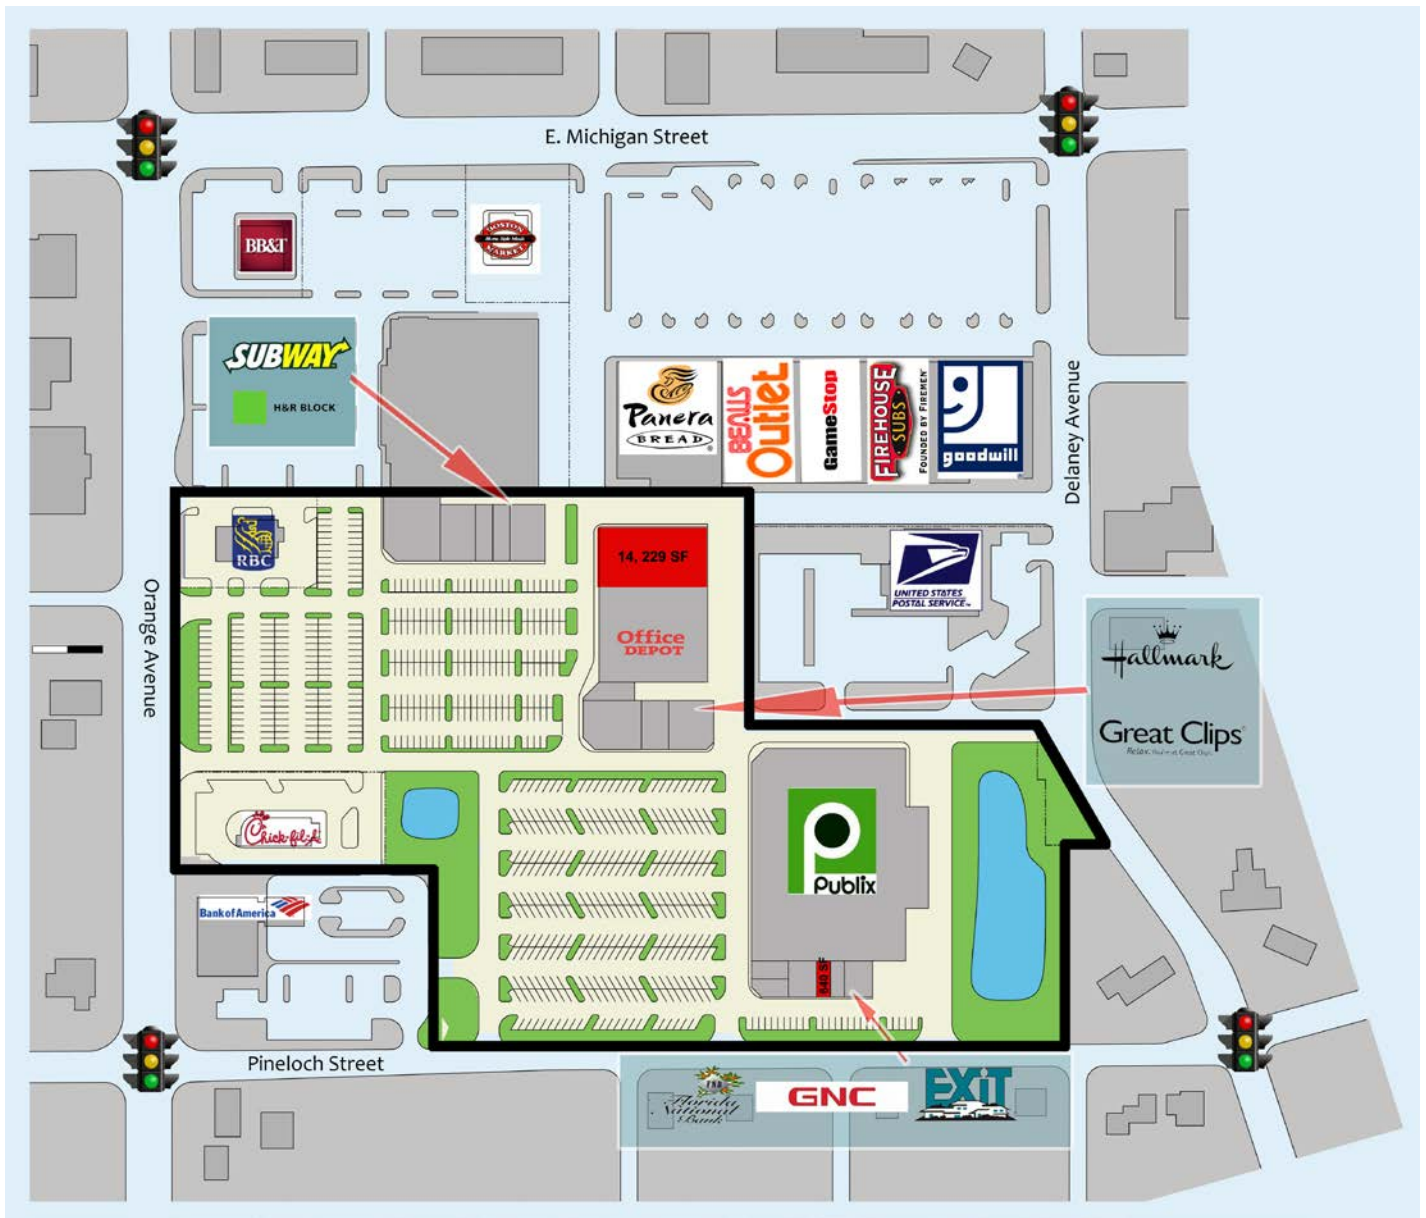 E. Michigan Street
BB&T
BOSTON
MARKET
SUBWAY
H&R BLOCK
Panera
BREAD
BEALLS
Outlet
GameStop
FIREHOUSE
SUBS
FOUNDED BY FIREMEN
goodwill
Delaney Avenue
RBC
14, 229 SF
UNITED STATES
POSTAL SERVICE
Orange Avenue
Office
DEPOT
Hallmark
Great Clips
Chick-fil-A
Publix
Bank of America
640 SF
Pineloch Street
FNB
Florida
National
Bank
GNC
EXIT